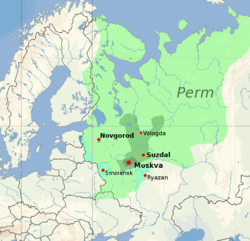 Perm
Novgorod
Vologda
Suzdal
Moskva
Smolensk
Ryazan